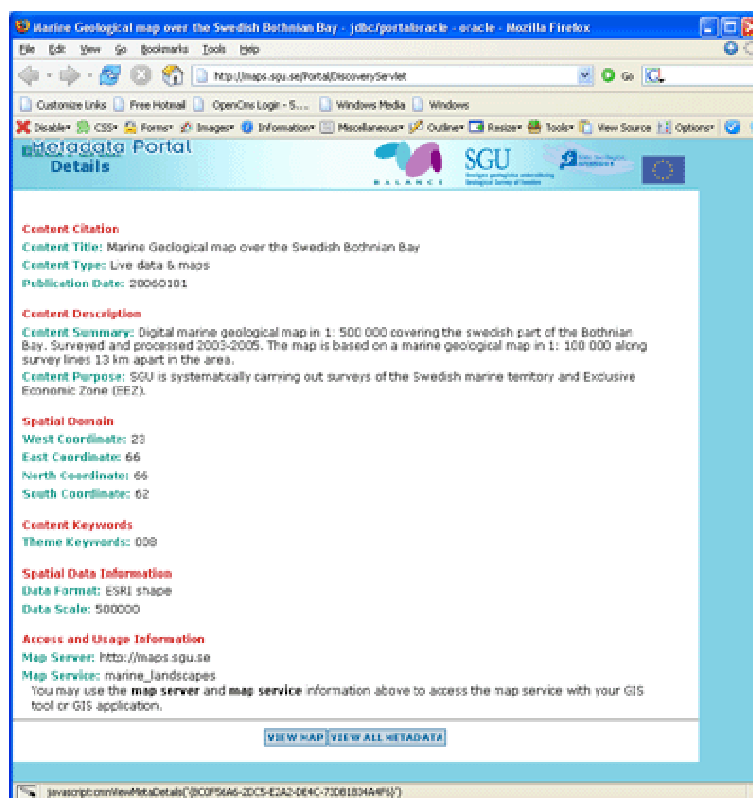 Marine Geological map over the Swedish Bothnian Bay - jdbc/portaloracle - oracle - Mozilla Firefox
File Edit View Go Bookmarks Tools Help
http://maps.sgu.se/Portal/DiscoveryServlet Go
Customize Links Free Hotmail OpenCms Login - S... Windows Media Windows
Disable CSS Forms Images Information Miscellaneous Outline Resize Tools View Source Options
Metadata Portal
Details
BALANCE
SGU
Sveriges geologiska undersökning
Geological Survey of Sweden
Content Citation
Content Title: Marine Geological map over the Swedish Bothnian Bay
Content Type: Live data & maps
Publication Date: 20060101
Content Description
Content Summary: Digital marine geological map in 1: 500 000 covering the swedish part of the Bothnian
Bay. Surveyed and processed 2003-2005. The map is based on a marine geological map in 1: 100 000 along
survey lines 13 km apart in the area.
Content Purpose: SGU is systematically carrying out surveys of the Swedish marine territory and Exclusive
Economic Zone (EEZ).
Spatial Domain
West Coordinate: 23
East Coordinate: 66
North Coordinate: 66
South Coordinate: 62
Content Keywords
Theme Keywords: 008
Spatial Data Information
Data Format: ESRI shape
Data Scale: 500000
Access and Usage Information
Map Server: http://maps.sgu.se
Map Service: marine_landscapes
You may use the map server and map service information above to access the map service with your GIS
tool or GIS application.
VIEW MAP VIEW ALL METADATA